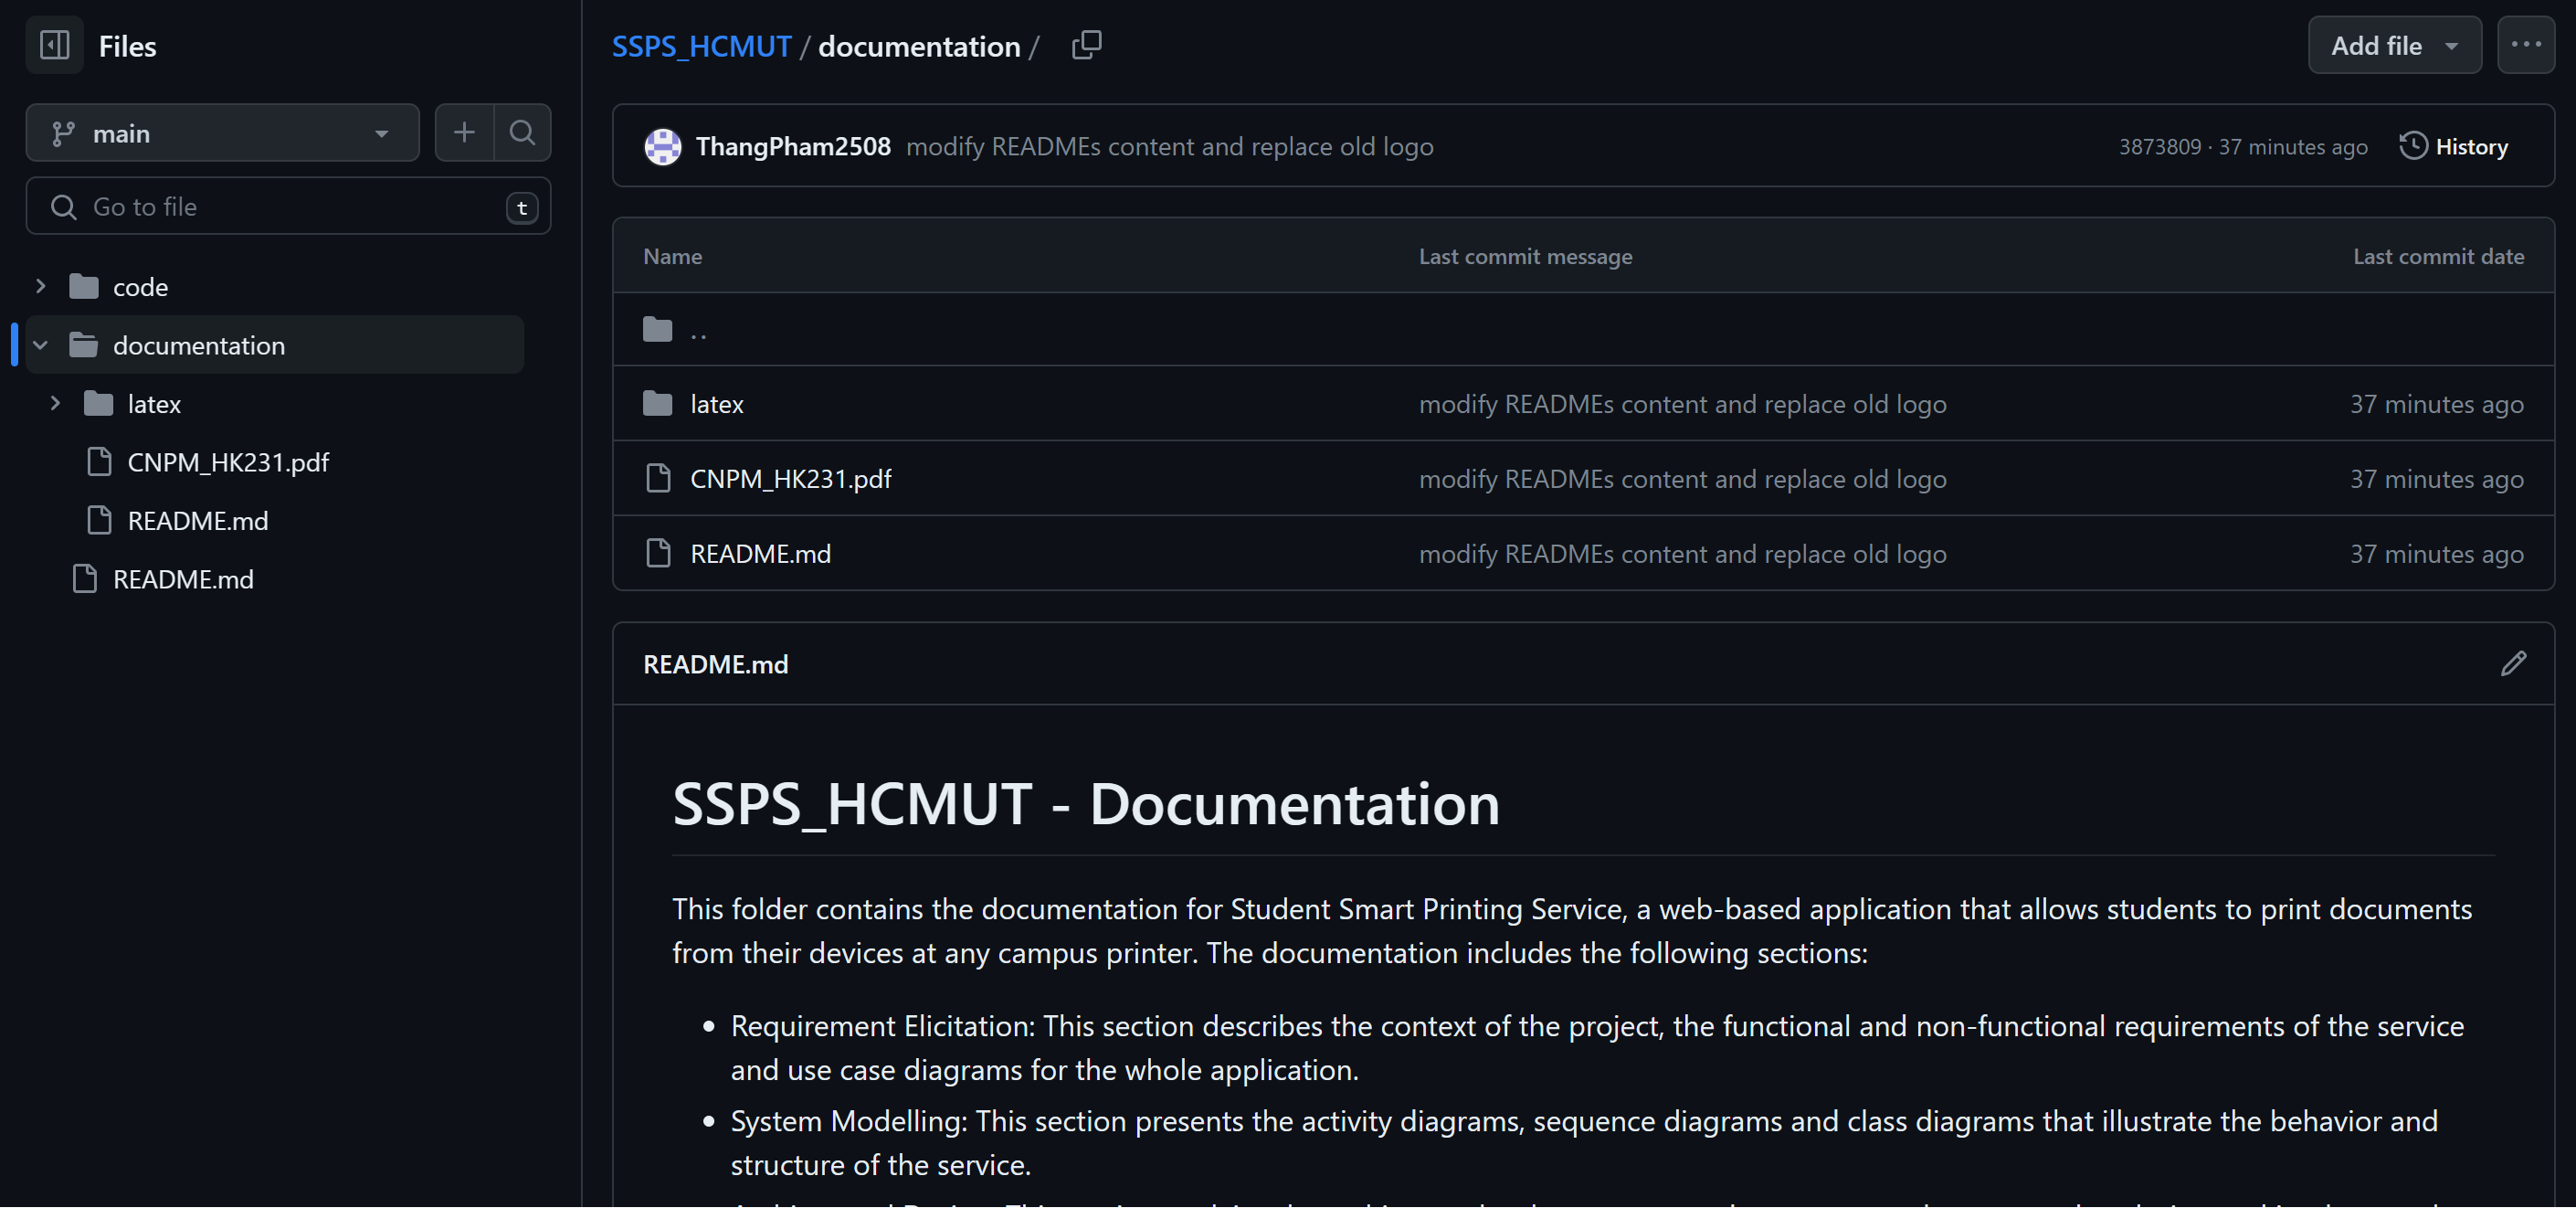 Files
main
Go to file
t
code
documentation
latex
CNPM_HK231.pdf
README.md
README.md
SSPS_HCMUT / documentation /
Add file
ThangPham2508 modify READMEs content and replace old logo
3873809 · 37 minutes ago
History
Name Last commit message Last commit date
..
latex modify READMEs content and replace old logo 37 minutes ago
CNPM_HK231.pdf modify READMEs content and replace old logo 37 minutes ago
README.md modify READMEs content and replace old logo 37 minutes ago
README.md
SSPS_HCMUT - Documentation
This folder contains the documentation for Student Smart Printing Service, a web-based application that allows students to print documents
from their devices at any campus printer. The documentation includes the following sections:
• Requirement Elicitation: This section describes the context of the project, the functional and non-functional requirements of the service
and use case diagrams for the whole application.
• System Modelling: This section presents the activity diagrams, sequence diagrams and class diagrams that illustrate the behavior and
structure of the service.